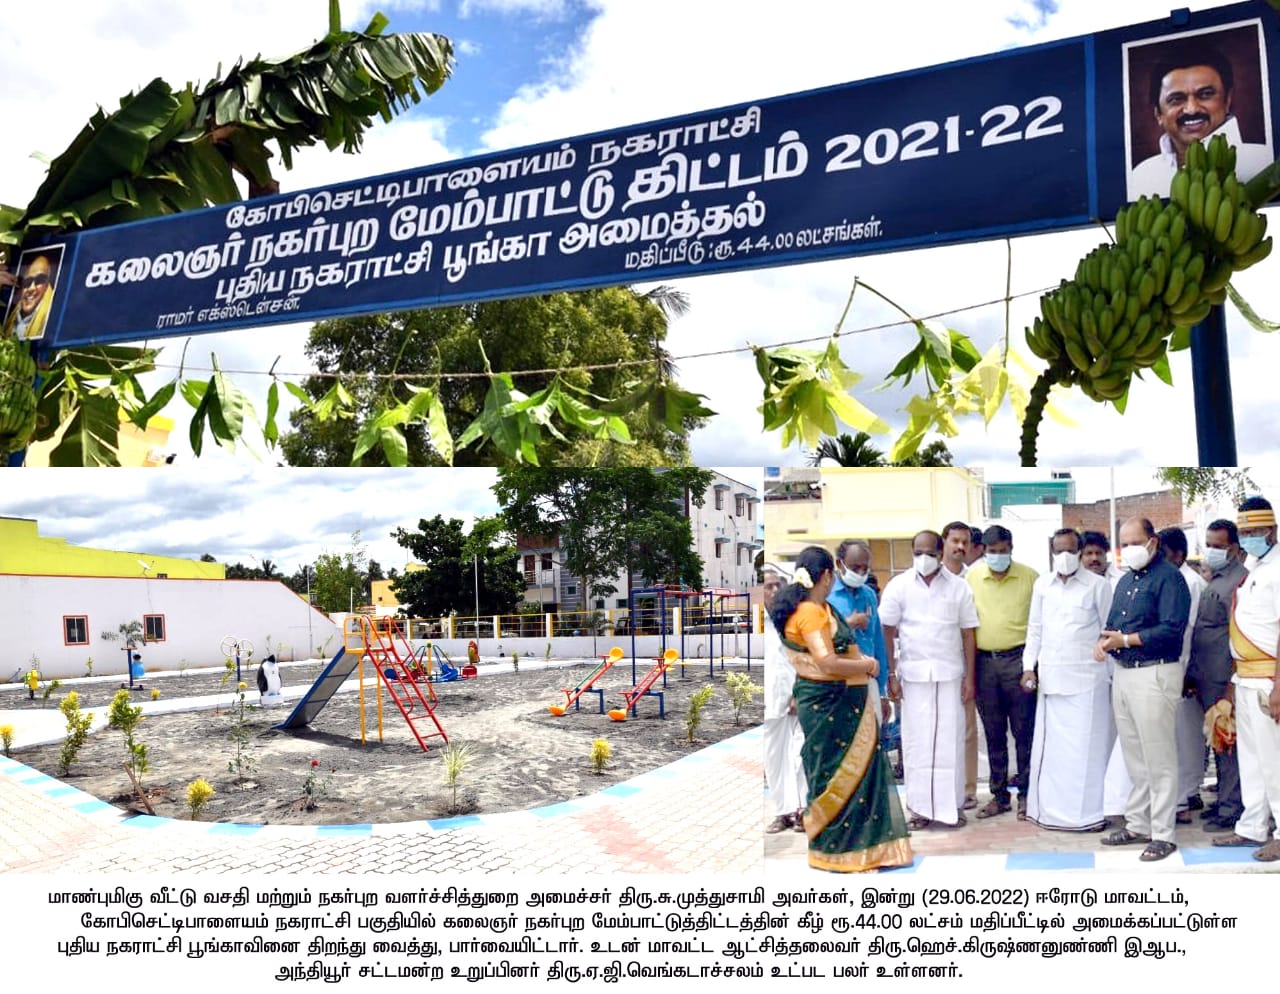 கோபிசெட்டிபாளையம் நகராட்சி
கலைஞர் நகர்புற மேம்பாட்டு திட்டம் 2021-22
புதிய நகராட்சி பூங்கா அமைத்தல்
ராமர் எக்ஸ்டென்சன்.
மதிப்பீடு :ரூ.44.00 லட்சங்கள்.
மாண்புமிகு வீட்டு வசதி மற்றும் நகர்புற வளர்ச்சித்துறை அமைச்சர் திரு.சு.முத்துசாமி அவர்கள், இன்று (29.06.2022) ஈரோடு மாவட்டம்,
கோபிசெட்டிபாளையம் நகராட்சி பகுதியில் கலைஞர் நகர்புற மேம்பாட்டுத்திட்டத்தின் கீழ் ரூ.44.00 லட்சம் மதிப்பீட்டில் அமைக்கப்பட்டுள்ள
புதிய நகராட்சி பூங்காவினை திறந்து வைத்து, பார்வையிட்டார். உடன் மாவட்ட ஆட்சித்தலைவர் திரு.ஹெச்.கிருஷ்ணனுண்ணி இஆப.,
அந்தியூர் சட்டமன்ற உறுப்பினர் திரு.ஏ.ஜி.வெங்கடாச்சலம் உட்பட பலர் உள்ளனர்.